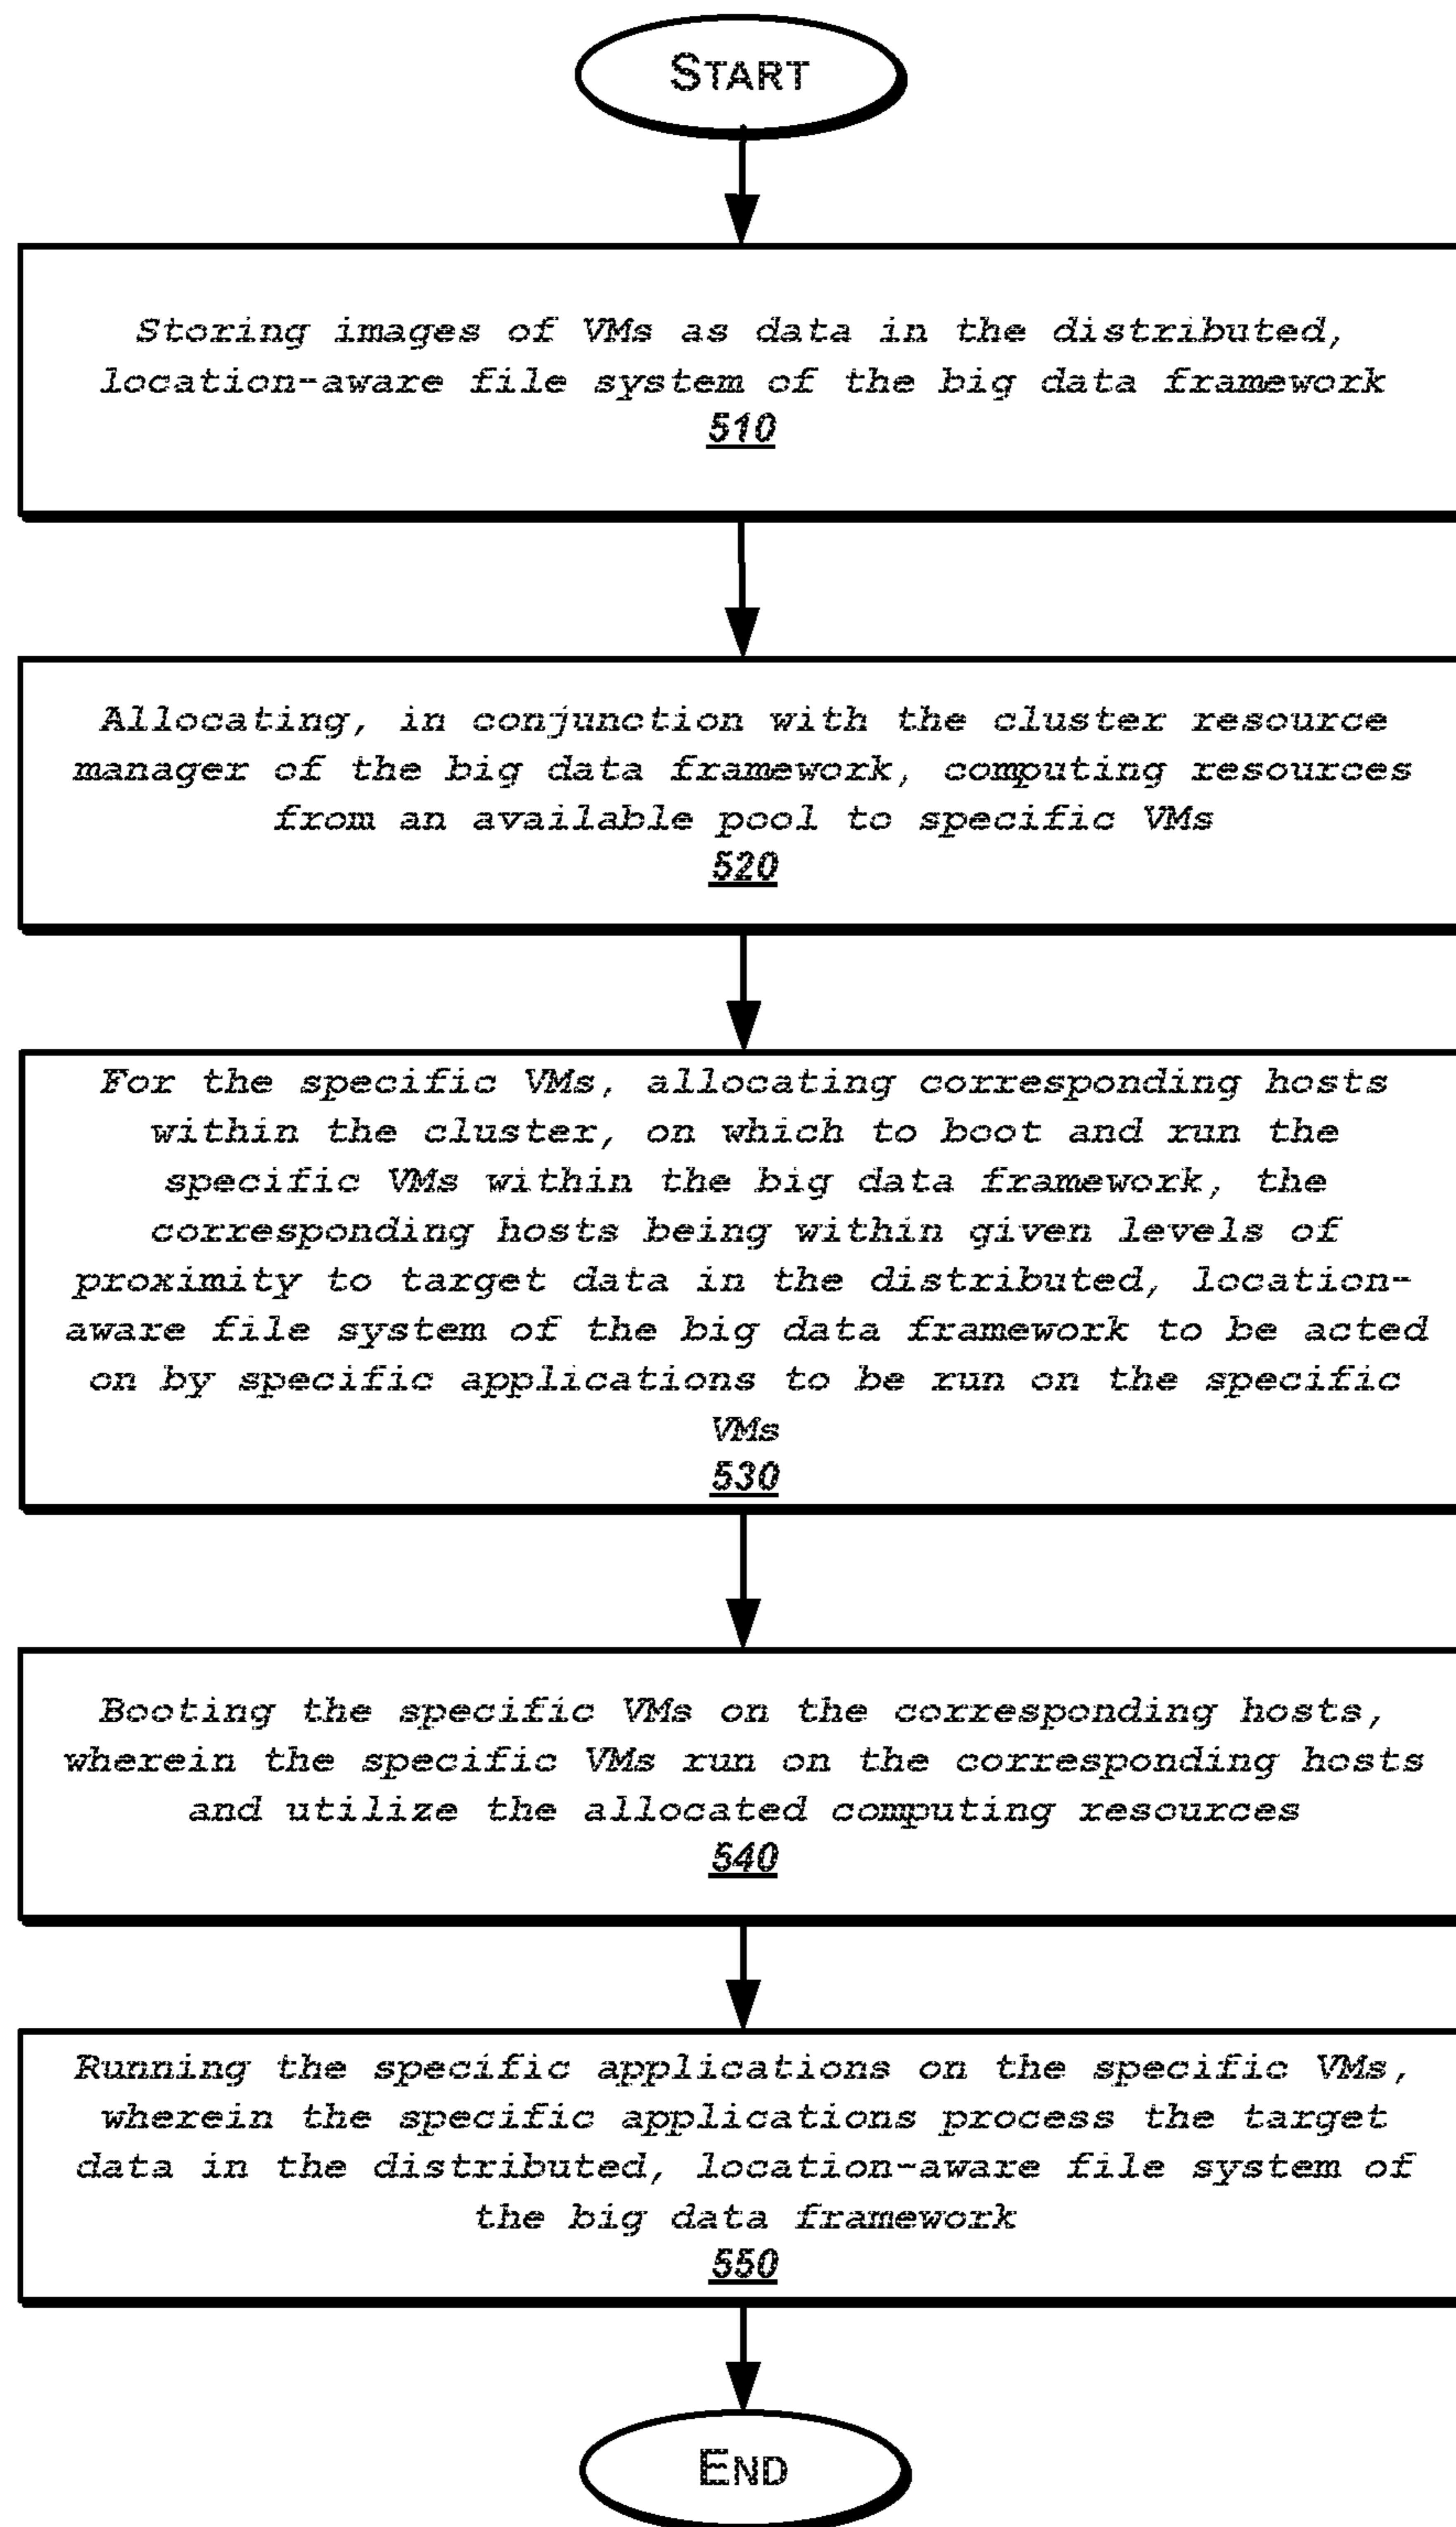 START
Storing images of VMs as data in the distributed,
location-aware file system of the big data framework
510
Allocating, in conjunction with the cluster resource
manager of the big data framework, computing resources
from an available pool to specific VMs
520
For the specific VMs, allocating corresponding hosts
within the cluster, on which to boot and run the
specific VMs within the big data framework, the
corresponding hosts being within given levels of
proximity to target data in the distributed, location-
aware file system of the big data framework to be acted
on by specific applications to be run on the specific
VMs
530
Booting the specific VMs on the corresponding hosts,
wherein the specific VMs run on the corresponding hosts
and utilize the allocated computing resources
540
Running the specific applications on the specific VMs,
wherein the specific applications process the target
data in the distributed, location-aware file system of
the big data framework
550
END